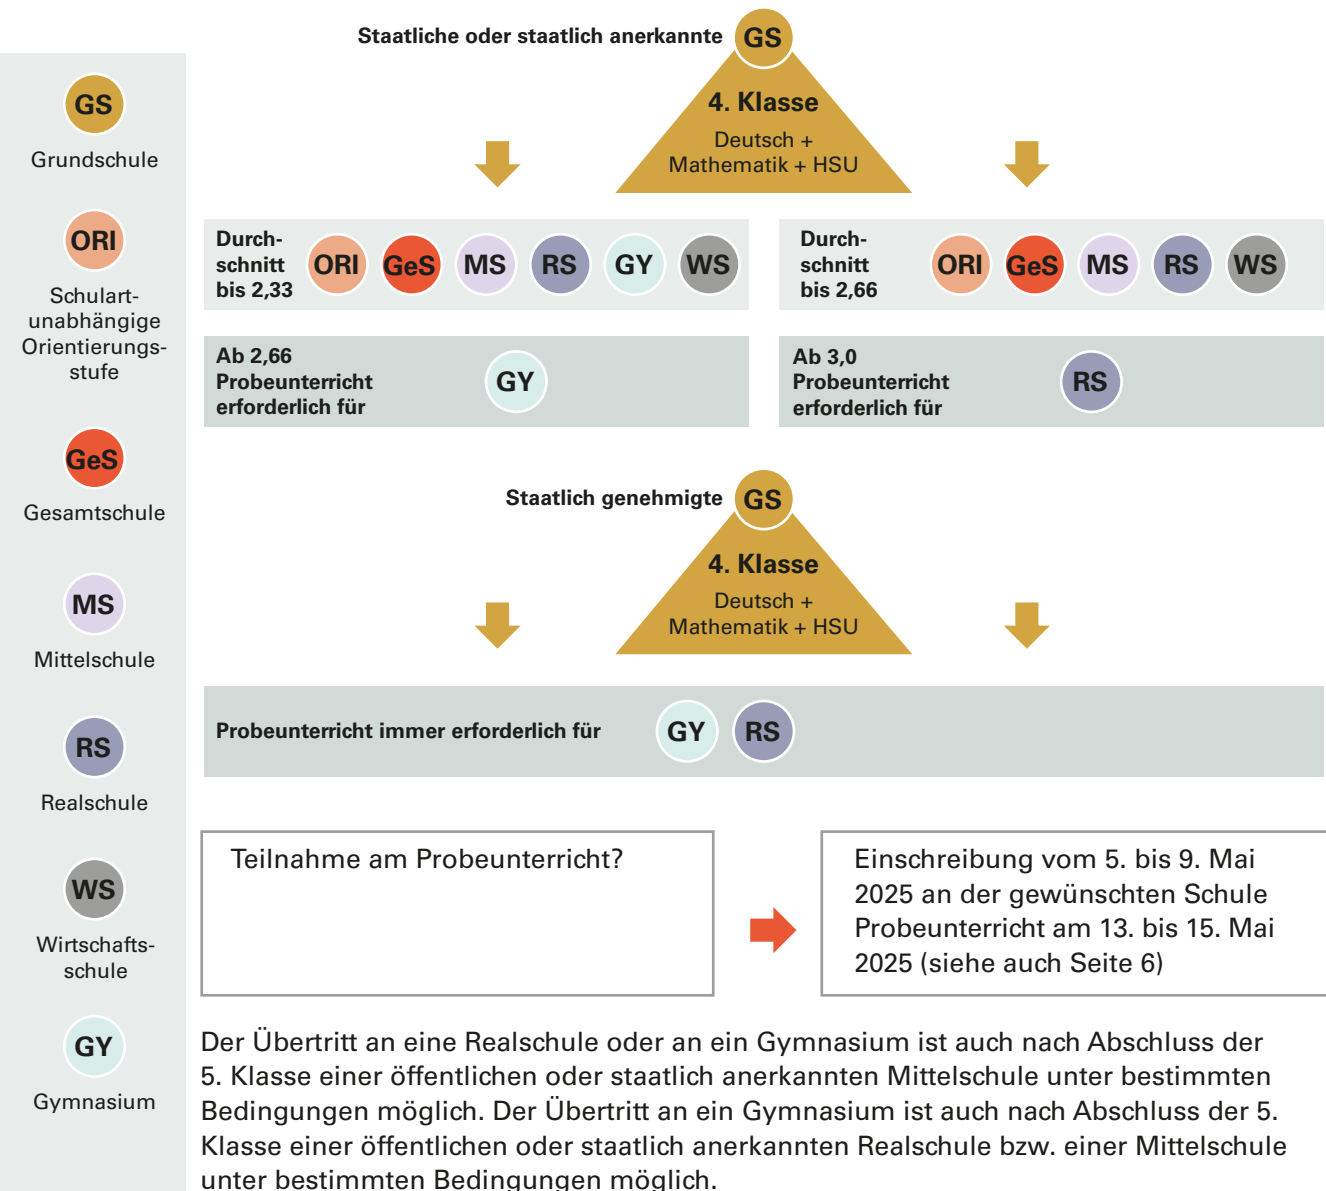 GS
Grundschule
ORI
Schulart-
unabhängige
Orientierungs-
stufe
GeS
Gesamtschule
MS
Mittelschule
RS
Realschule
WS
Wirtschafts-
schule
GY
Gymnasium
Staatliche oder staatlich anerkannte GS
4. Klasse
Deutsch +
Mathematik + HSU
Durch-
schnitt
bis 2,33
ORI GeS MS RS GY WS
Durch-
schnitt
bis 2,66
ORI GeS MS RS WS
Ab 2,66
Probeunterricht
erforderlich für
GY
Ab 3,0
Probeunterricht
erforderlich für
RS
Staatlich genehmigte GS
4. Klasse
Deutsch +
Mathematik + HSU
Probeunterricht immer erforderlich für GY RS
Teilnahme am Probeunterricht?
Einschreibung vom 5. bis 9. Mai
2025 an der gewünschten Schule
Probeunterricht am 13. bis 15. Mai
2025 (siehe auch Seite 6)
Der Übertritt an eine Realschule oder an ein Gymnasium ist auch nach Abschluss der
5. Klasse einer öffentlichen oder staatlich anerkannten Mittelschule unter bestimmten
Bedingungen möglich. Der Übertritt an ein Gymnasium ist auch nach Abschluss der 5.
Klasse einer öffentlichen oder staatlich anerkannten Realschule bzw. einer Mittelschule
unter bestimmten Bedingungen möglich.